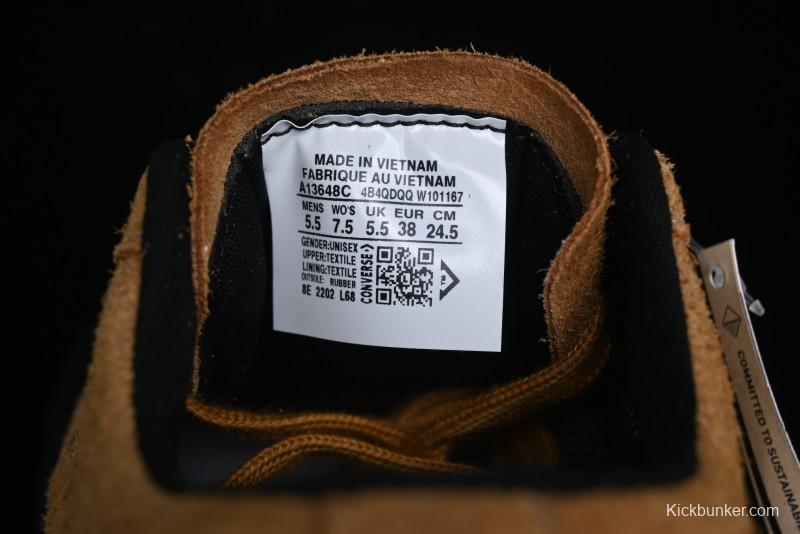 MADE IN VIETNAM
FABRIQUE AU VIETNAM
A13648C 4B4QDQQ W101167
MENS WO'S UK EUR CM
5.5 7.5 5.5 38 24.5
GENDER:UNISEX
UPPER:TEXTILE
LINING:TEXTILE
OUTSOLE: RUBBER
8E 2202 L68
CONVERSE
TM
COMMITTED TO SUSTAINAB
Kickbunker.com